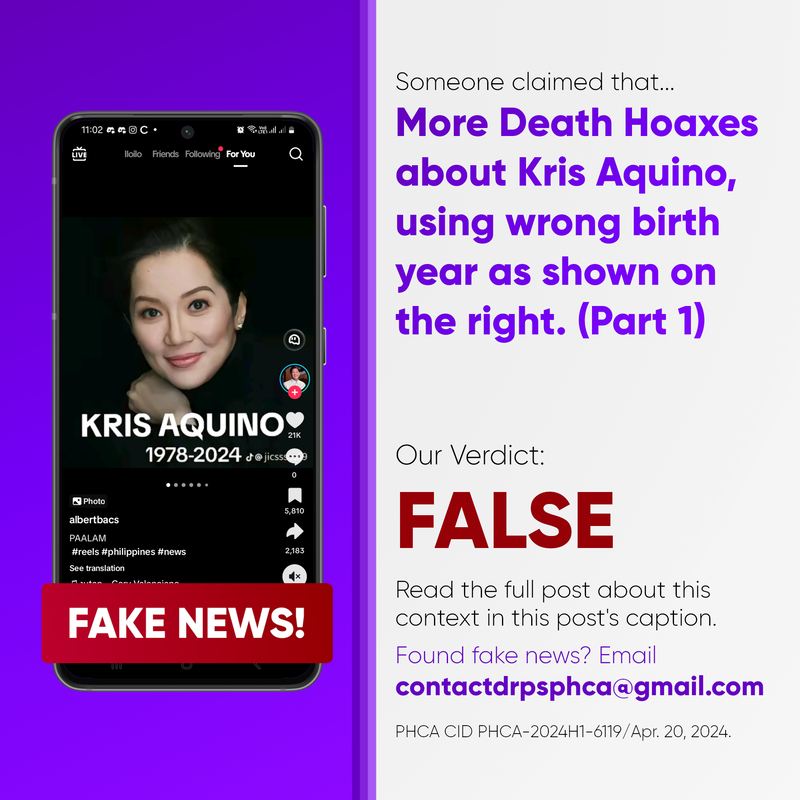 11:02
LIVE
Iloilo Friends Following For You
KRIS AQUINO
1978-2024
21K
0
Photo
5,810
albertbacs
PAALAM
2,183
#reels #philippines #news
See translation
FAKE NEWS!
Someone claimed that...
More Death Hoaxes
about Kris Aquino,
using wrong birth
year as shown on
the right. (Part 1)
Our Verdict:
FALSE
Read the full post about this
context in this post's caption.
Found fake news? Email
contactdrpsphca@gmail.com
PHCA CID PHCA-2024H1-6119/Apr. 20, 2024.